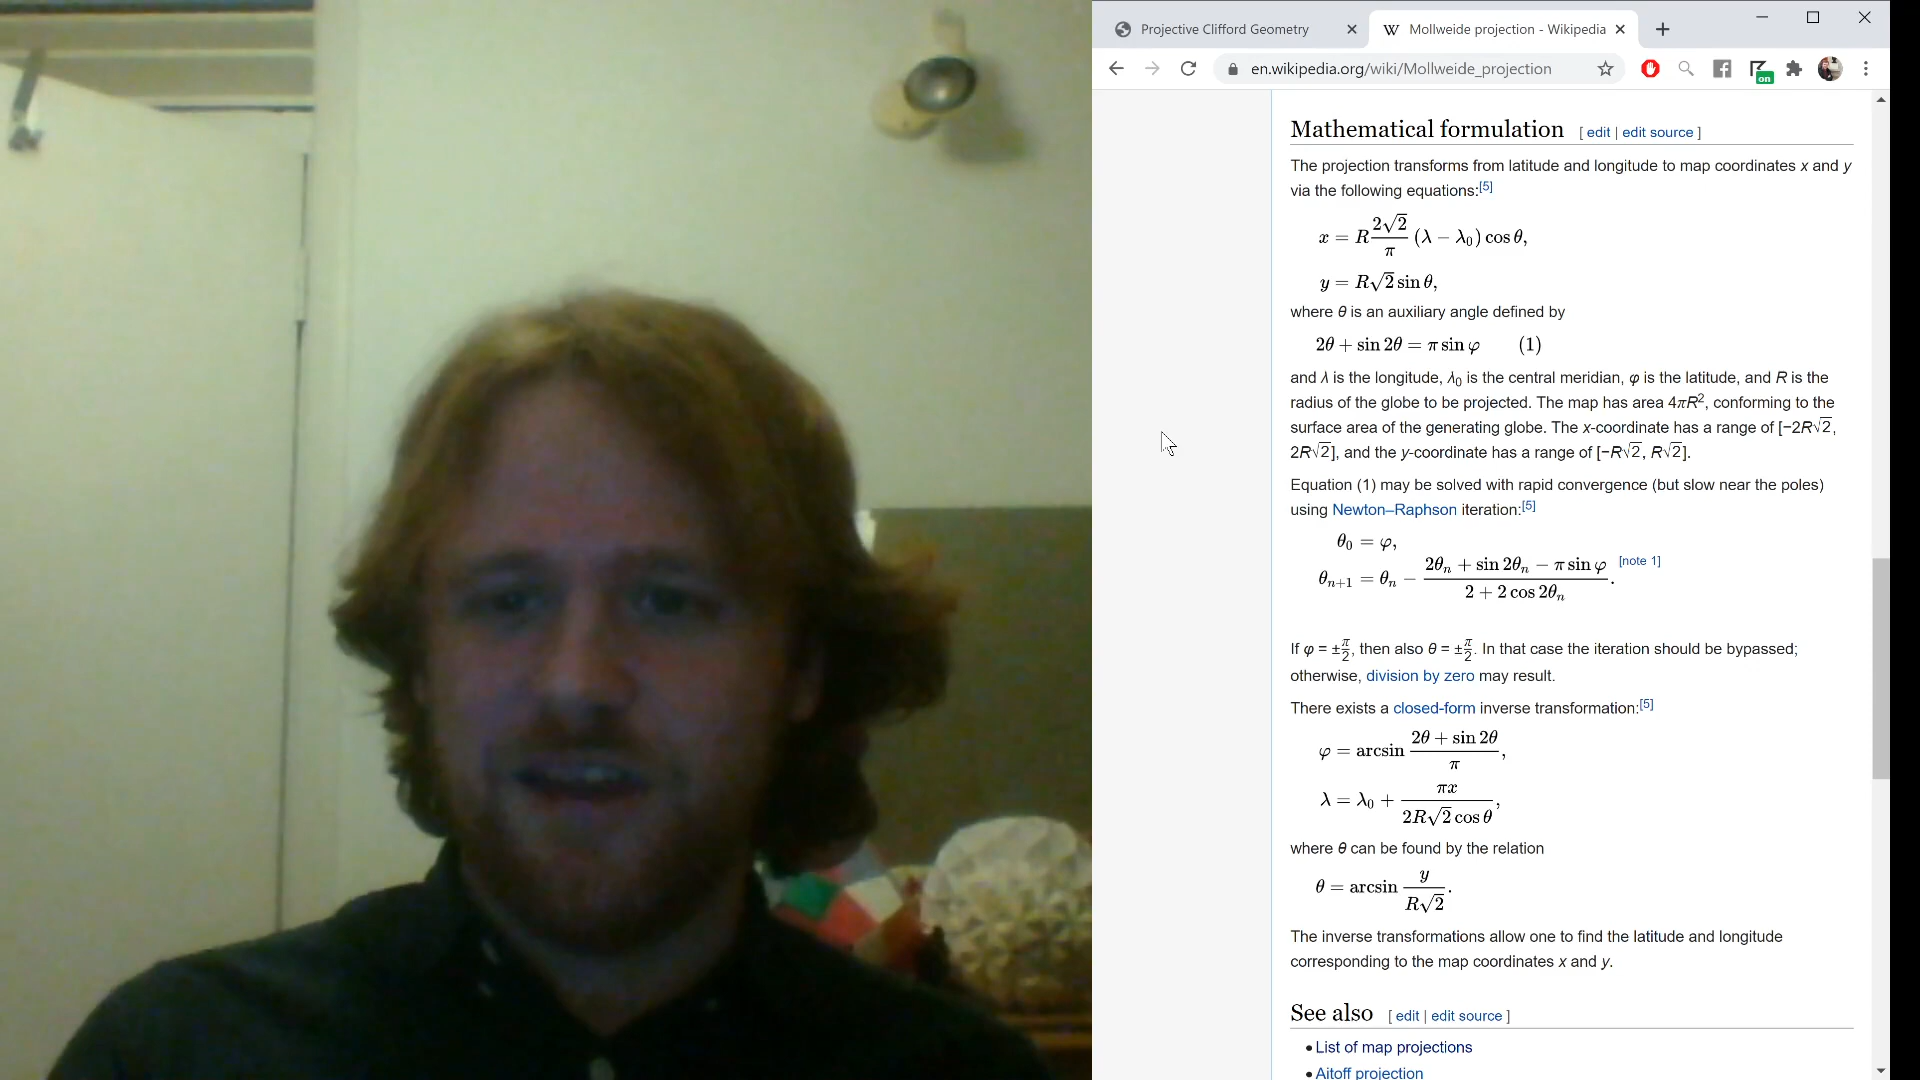 Projective Clifford Geometry
Mollweide projection - Wikipedia
en.wikipedia.org/wiki/Mollweide_projection
on
Mathematical formulation [ edit | edit source ]
The projection transforms from latitude and longitude to map coordinates x and y
via the following equations:[5]
x = R 2√2/π (λ − λ₀) cos θ,
y = R√2 sin θ,
where θ is an auxiliary angle defined by
2θ + sin 2θ = π sin φ (1)
and λ is the longitude, λ₀ is the central meridian, φ is the latitude, and R is the
radius of the globe to be projected. The map has area 4πR², conforming to the
surface area of the generating globe. The x-coordinate has a range of [−2R√2,
2R√2], and the y-coordinate has a range of [−R√2, R√2].
Equation (1) may be solved with rapid convergence (but slow near the poles)
using Newton–Raphson iteration:[5]
θ₀ = φ,
θₙ₊₁ = θₙ − (2θₙ + sin 2θₙ − π sin φ)/(2 + 2 cos 2θₙ). [note 1]
If φ = ±π/2, then also θ = ±π/2. In that case the iteration should be bypassed;
otherwise, division by zero may result.
There exists a closed-form inverse transformation:[5]
φ = arcsin (2θ + sin 2θ)/π,
λ = λ₀ + πx/(2R√2 cos θ),
where θ can be found by the relation
θ = arcsin y/(R√2).
The inverse transformations allow one to find the latitude and longitude
corresponding to the map coordinates x and y.
See also [ edit | edit source ]
• List of map projections
• Aitoff projection